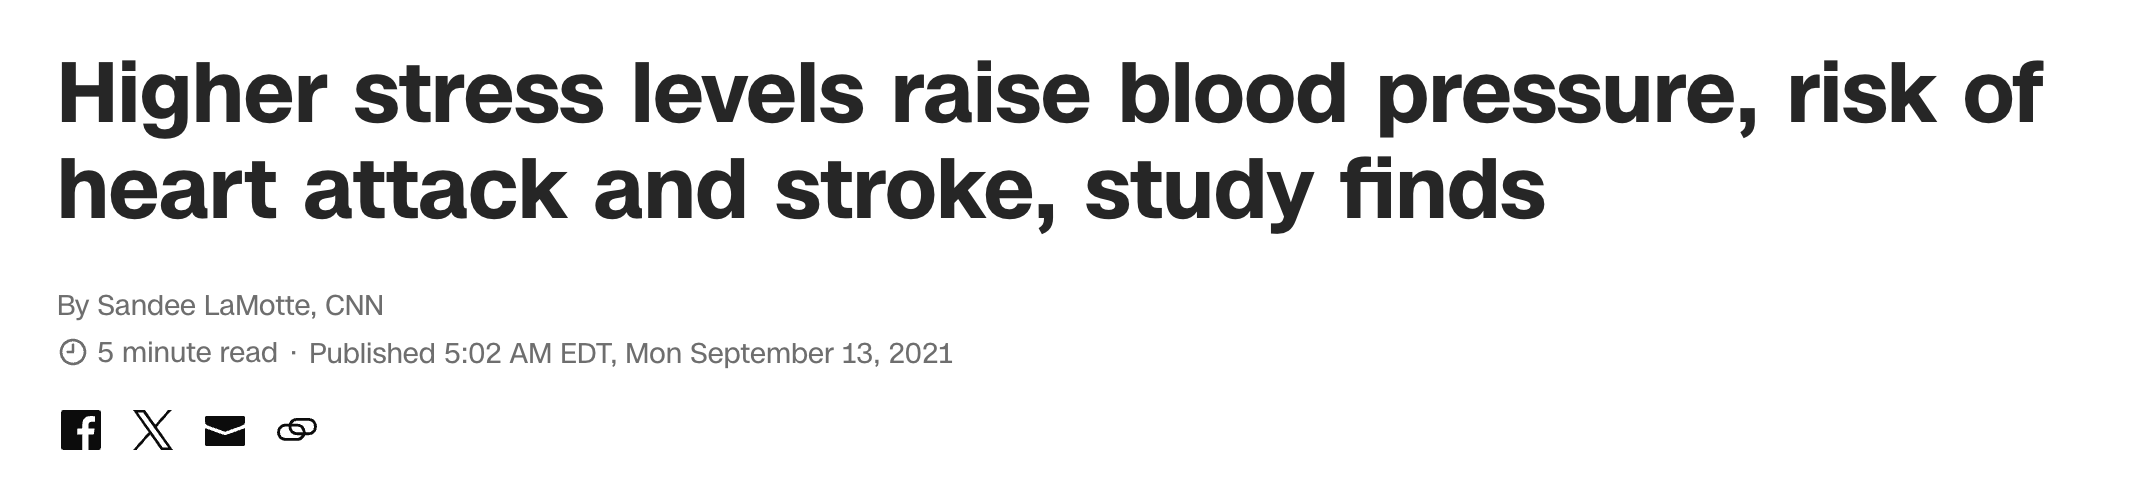 Higher stress levels raise blood pressure, risk of
heart attack and stroke, study finds
By Sandee LaMotte, CNN
5 minute read · Published 5:02 AM EDT, Mon September 13, 2021